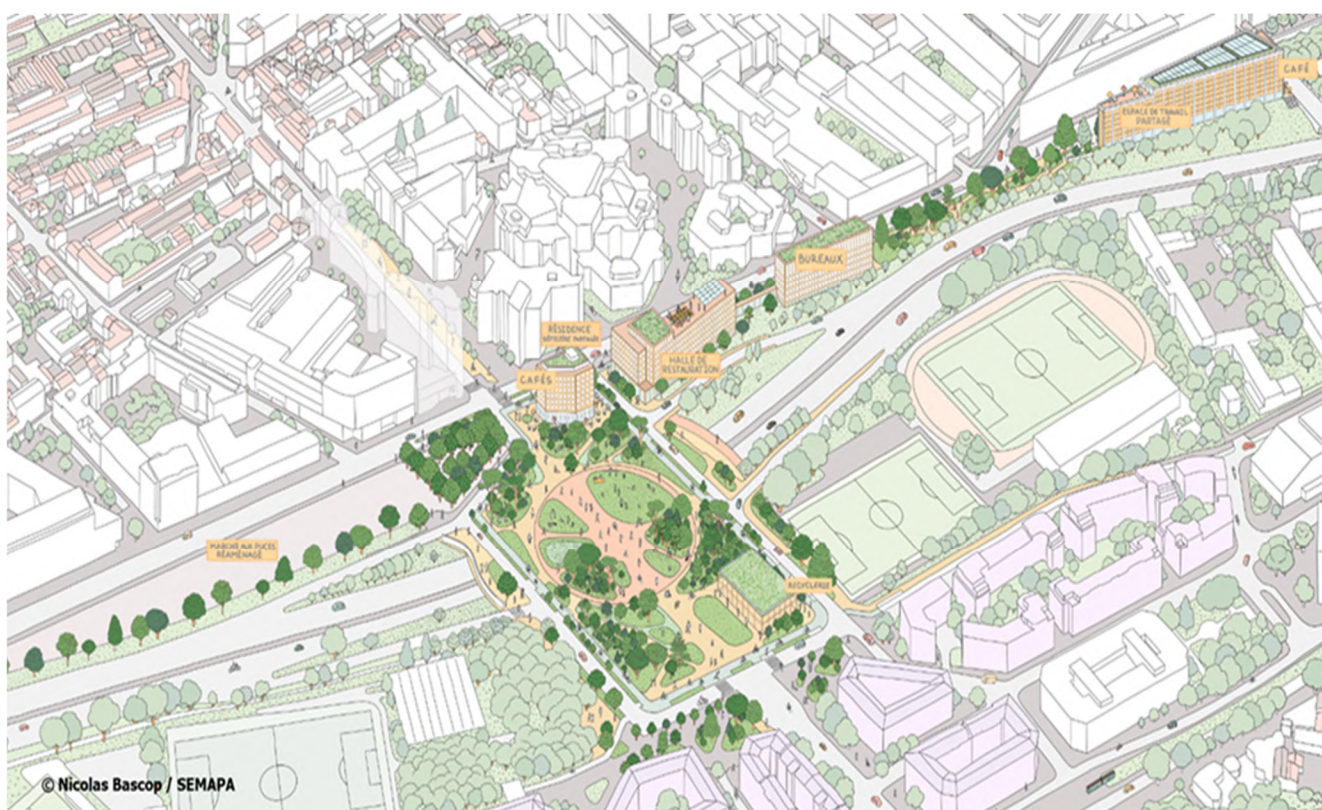 CAFÉ
ESPACE DE TRAVAIL
PARTAGÉ
BUREAUX
RÉSIDENCE
HALLE DE
RESTAURATION
CAFÉS
MARCHÉ AUX PUCES
RÉAMÉNAGÉ
RECYCLERIE
© Nicolas Bascop / SEMAPA